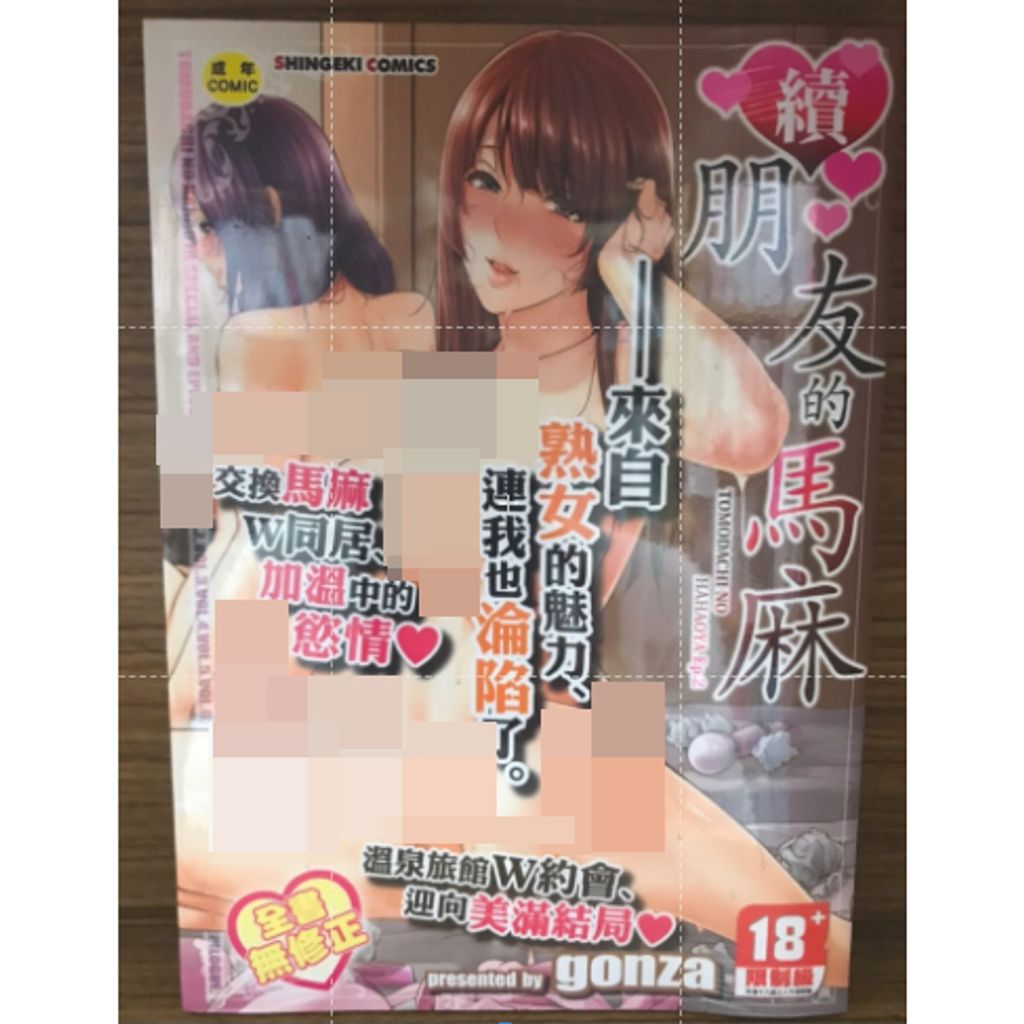 成年
COMIC
SHINGEKI COMICS
續
朋友的馬麻
TOMODACHI NO
HAHAOYA Ep.2
──來自
熟女的魅力、
連我也淪陷了。
交換馬麻
W同居、
加溫中的
慾情♥
溫泉旅館W約會、
迎向美滿結局♥
全書
無修正
presented by gonza
18+
限制級